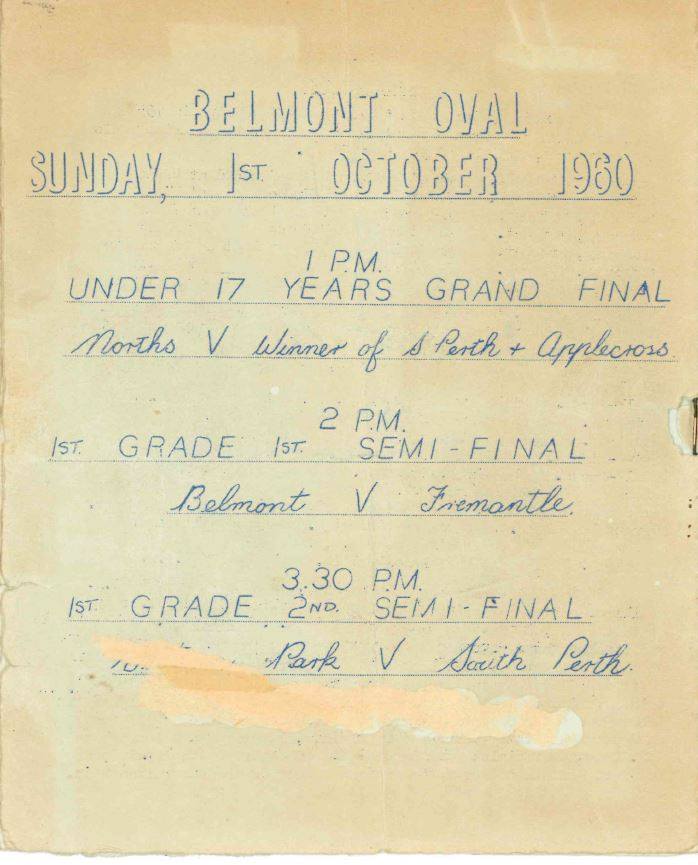 BELMONT OVAL
SUNDAY, 1ST OCTOBER 1960
1 P.M.
UNDER 17 YEARS GRAND FINAL
Norths V Winner of S Perth + Applecross
2 P.M.
1ST. GRADE 1ST. SEMI-FINAL
Belmont V Fremantle.
3.30 P.M.
1ST. GRADE 2ND. SEMI-FINAL
Park V South Perth.